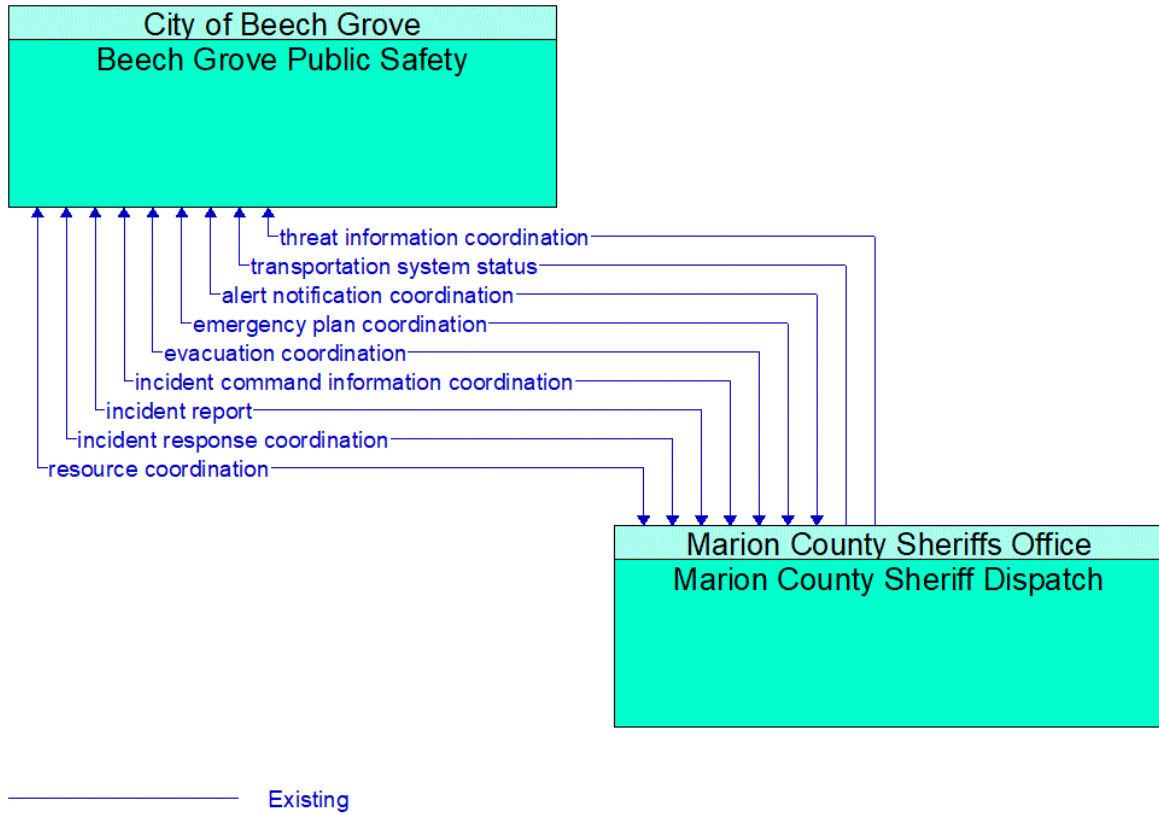 City of Beech Grove
Beech Grove Public Safety
threat information coordination
transportation system status
alert notification coordination
emergency plan coordination
evacuation coordination
incident command information coordination
incident report
incident response coordination
resource coordination
Marion County Sheriffs Office
Marion County Sheriff Dispatch
Existing